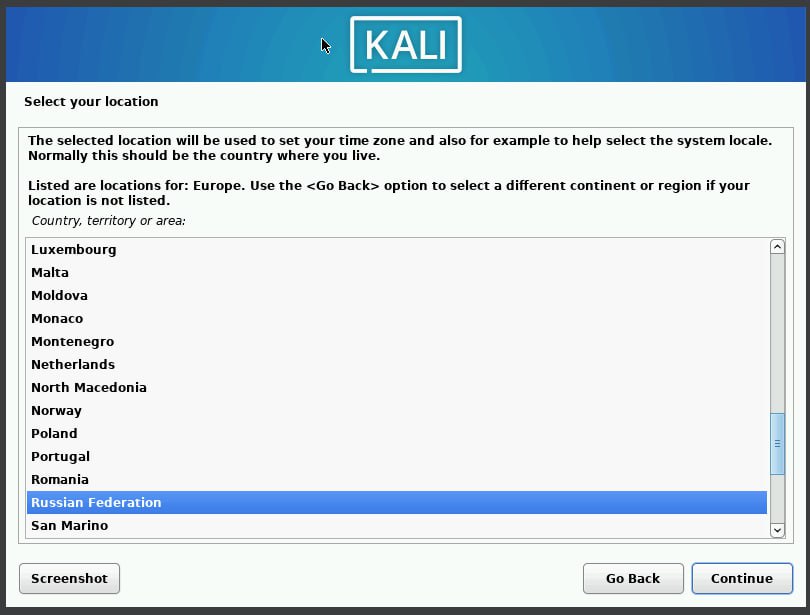 KALI
Select your location
The selected location will be used to set your time zone and also for example to help select the system locale.
Normally this should be the country where you live.
Listed are locations for: Europe. Use the <Go Back> option to select a different continent or region if your
location is not listed.
Country, territory or area:
Luxembourg
Malta
Moldova
Monaco
Montenegro
Netherlands
North Macedonia
Norway
Poland
Portugal
Romania
Russian Federation
San Marino
Screenshot
Go Back
Continue